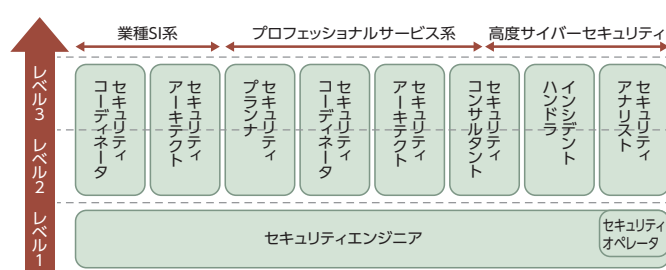 業種SI系
プロフェッショナルサービス系
高度サイバーセキュリティ
レベル3
レベル2
レベル1
セキュリティ
コーディネータ
セキュリティ
アーキテクト
セキュリティ
プランナ
セキュリティ
コーディネータ
セキュリティ
アーキテクト
セキュリティ
コンサルタント
インシデント
ハンドラ
セキュリティ
アナリスト
セキュリティエンジニア
セキュリティ
オペレータ